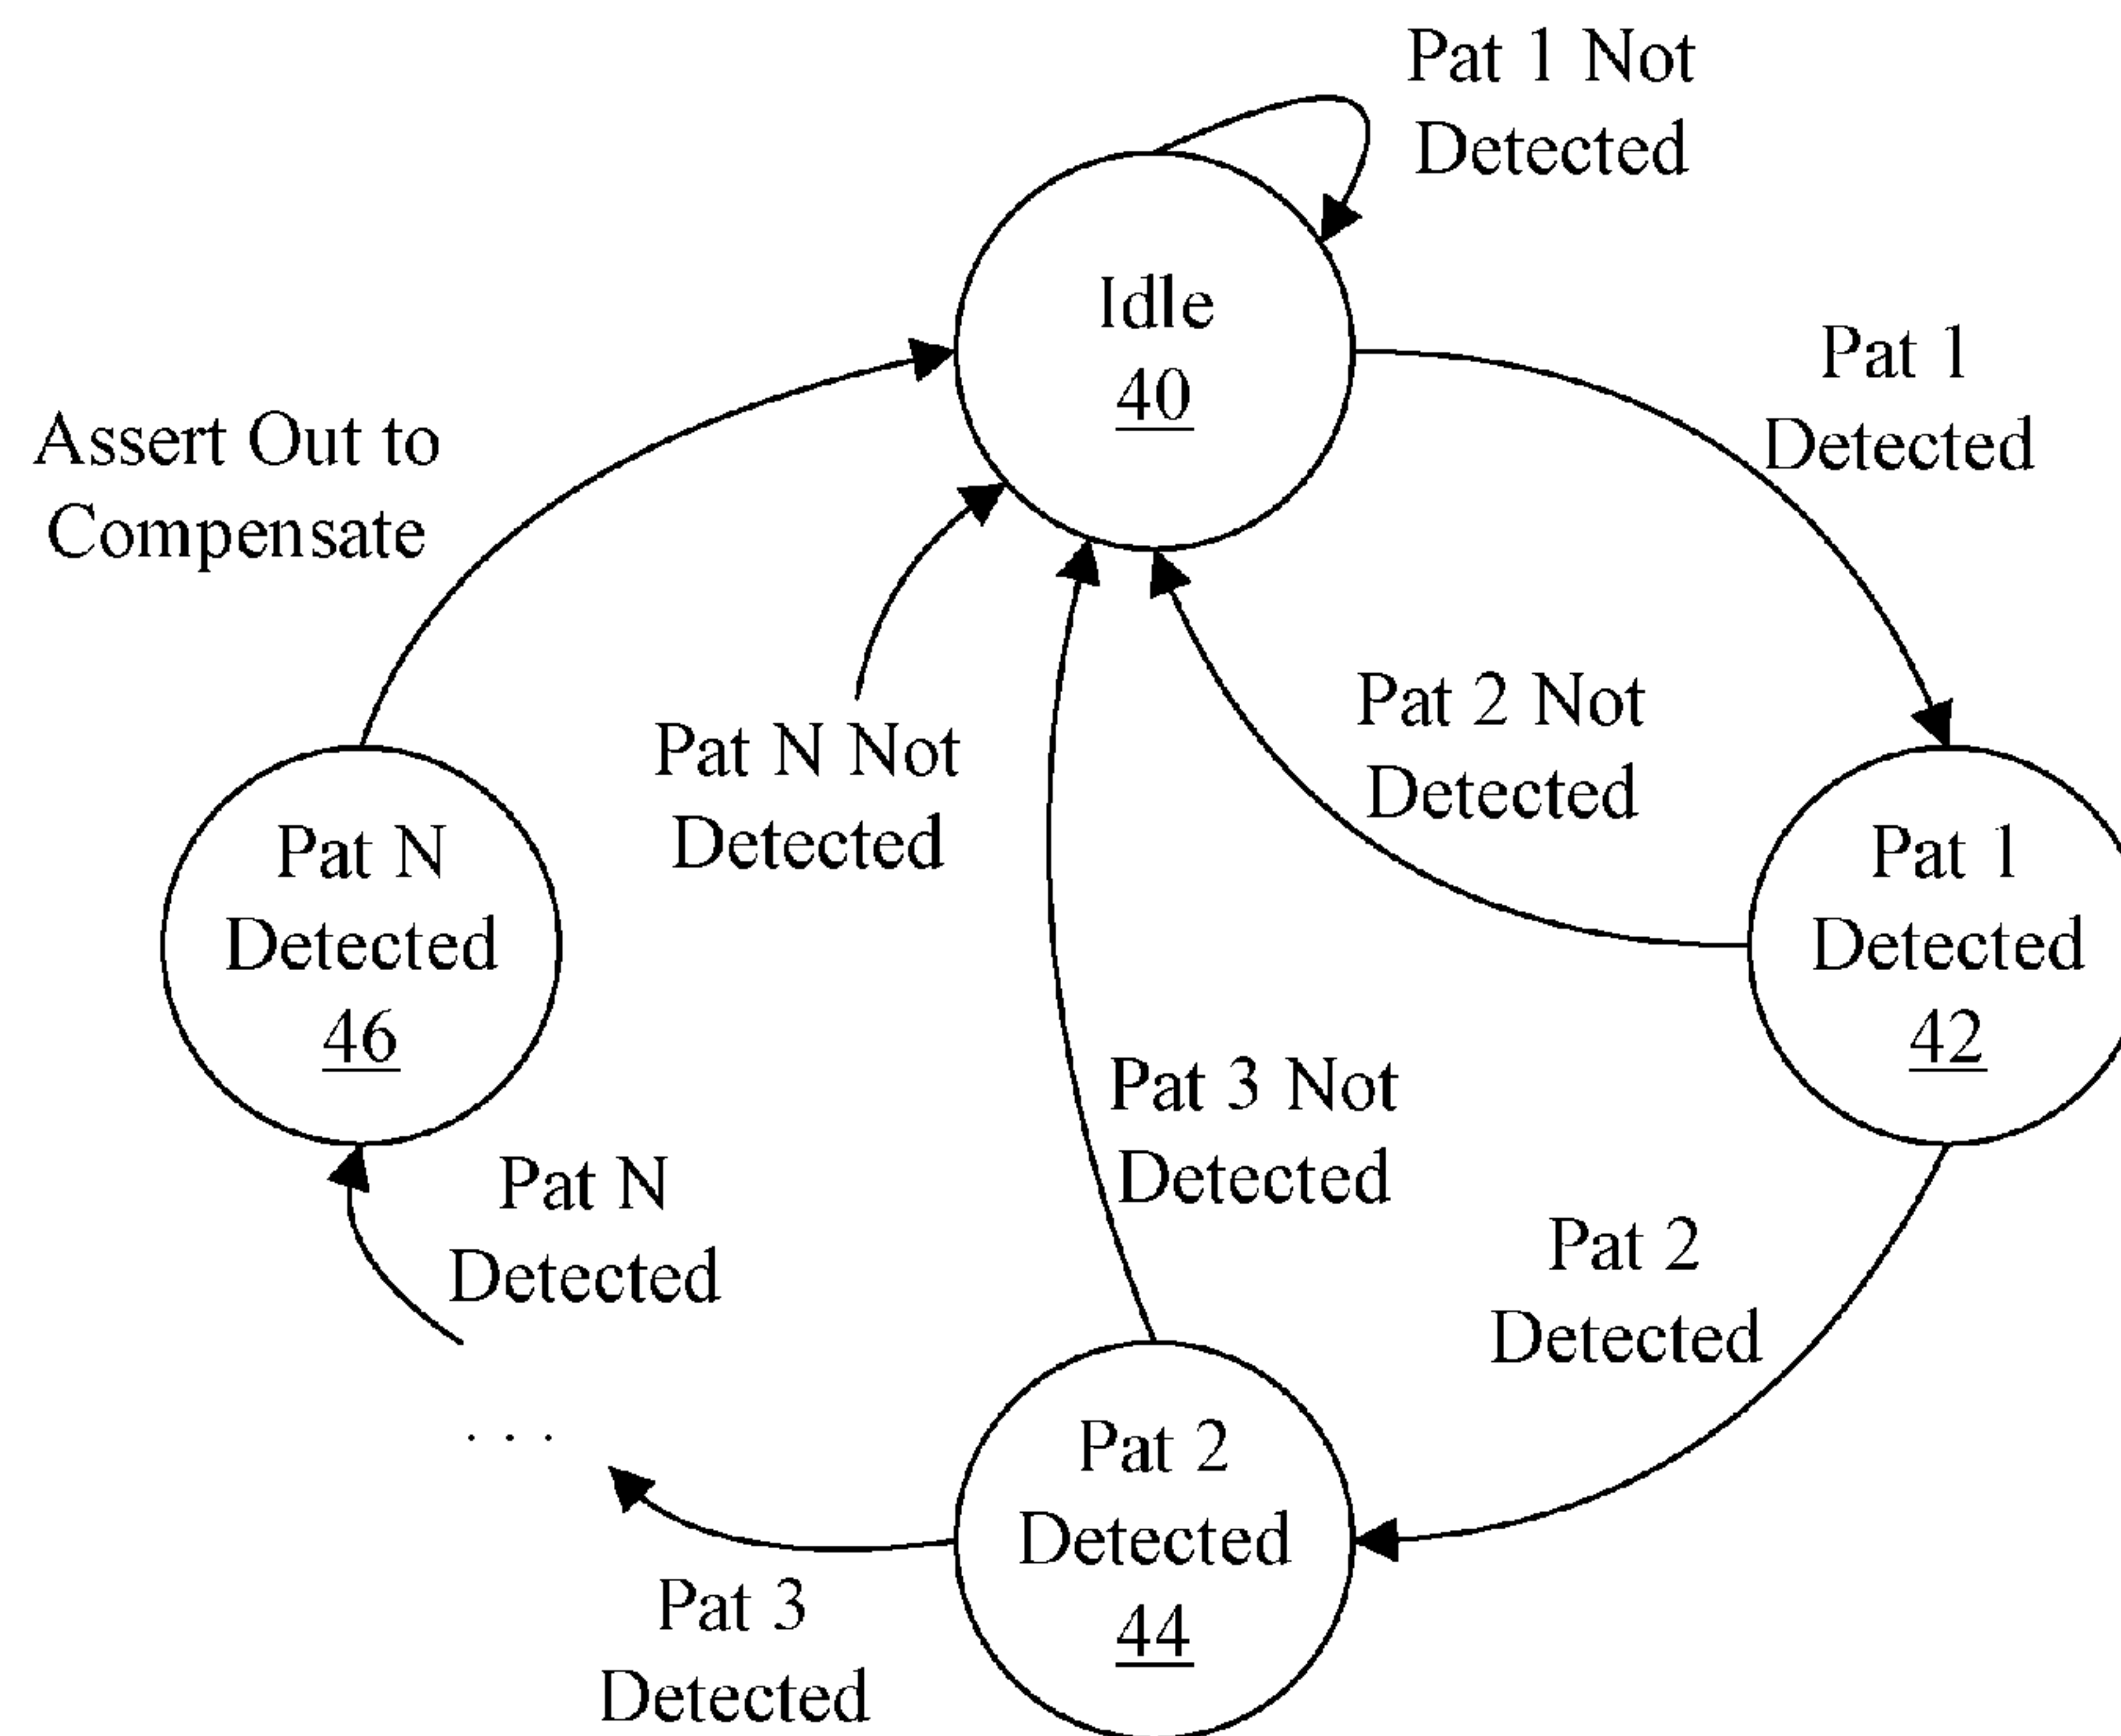 Pat 1 Not
Detected
Idle
40
Pat 1
Detected
Assert Out to
Compensate
Pat 2 Not
Detected
Pat N Not
Detected
Pat N
Detected
46
Pat 1
Detected
42
Pat 3 Not
Detected
Pat N
Detected
Pat 2
Detected
. . .
Pat 2
Detected
44
Pat 3
Detected